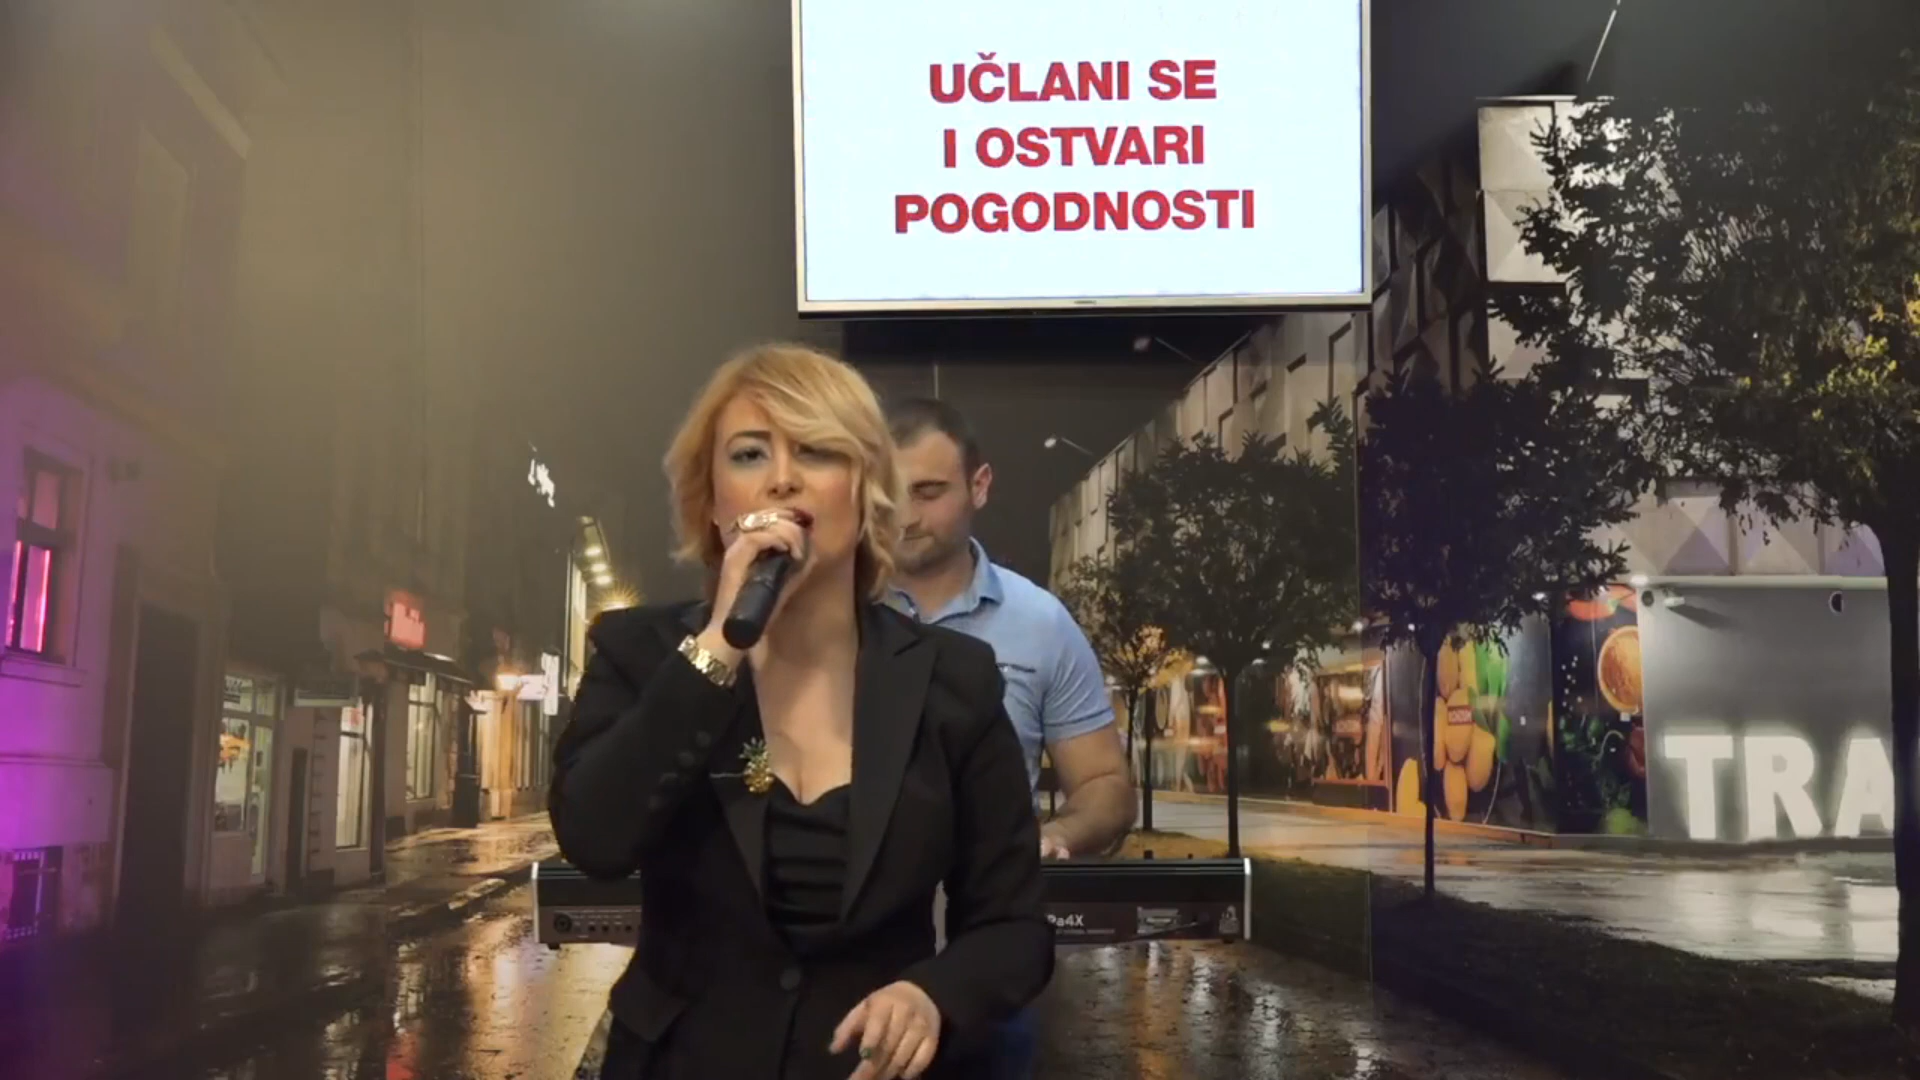 UČLANI SE
I OSTVARI
POGODNOSTI
TRA
Pa4X